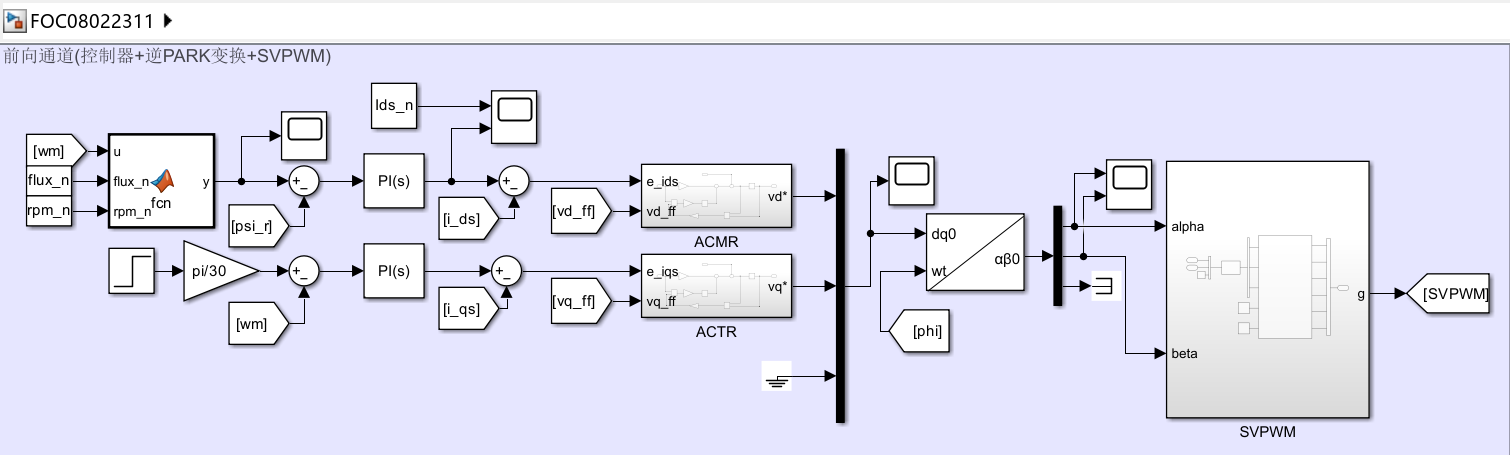 FOC08022311
前向通道(控制器+逆PARK变换+SVPWM)
Ids_n
[wm]
u
flux_n
flux_n
fcn
y
rpm_n
rpm_n
+
−
PI(s)
+
−
[psi_r]
[i_ds]
e_ids
[vd_ff]
vd_ff
vd*
ACMR
pi/30
+
−
PI(s)
+
−
[wm]
[i_qs]
e_iqs
[vq_ff]
vq_ff
vq*
ACTR
dq0
wt
αβ0
[phi]
alpha
beta
g
SVPWM
[SVPWM]